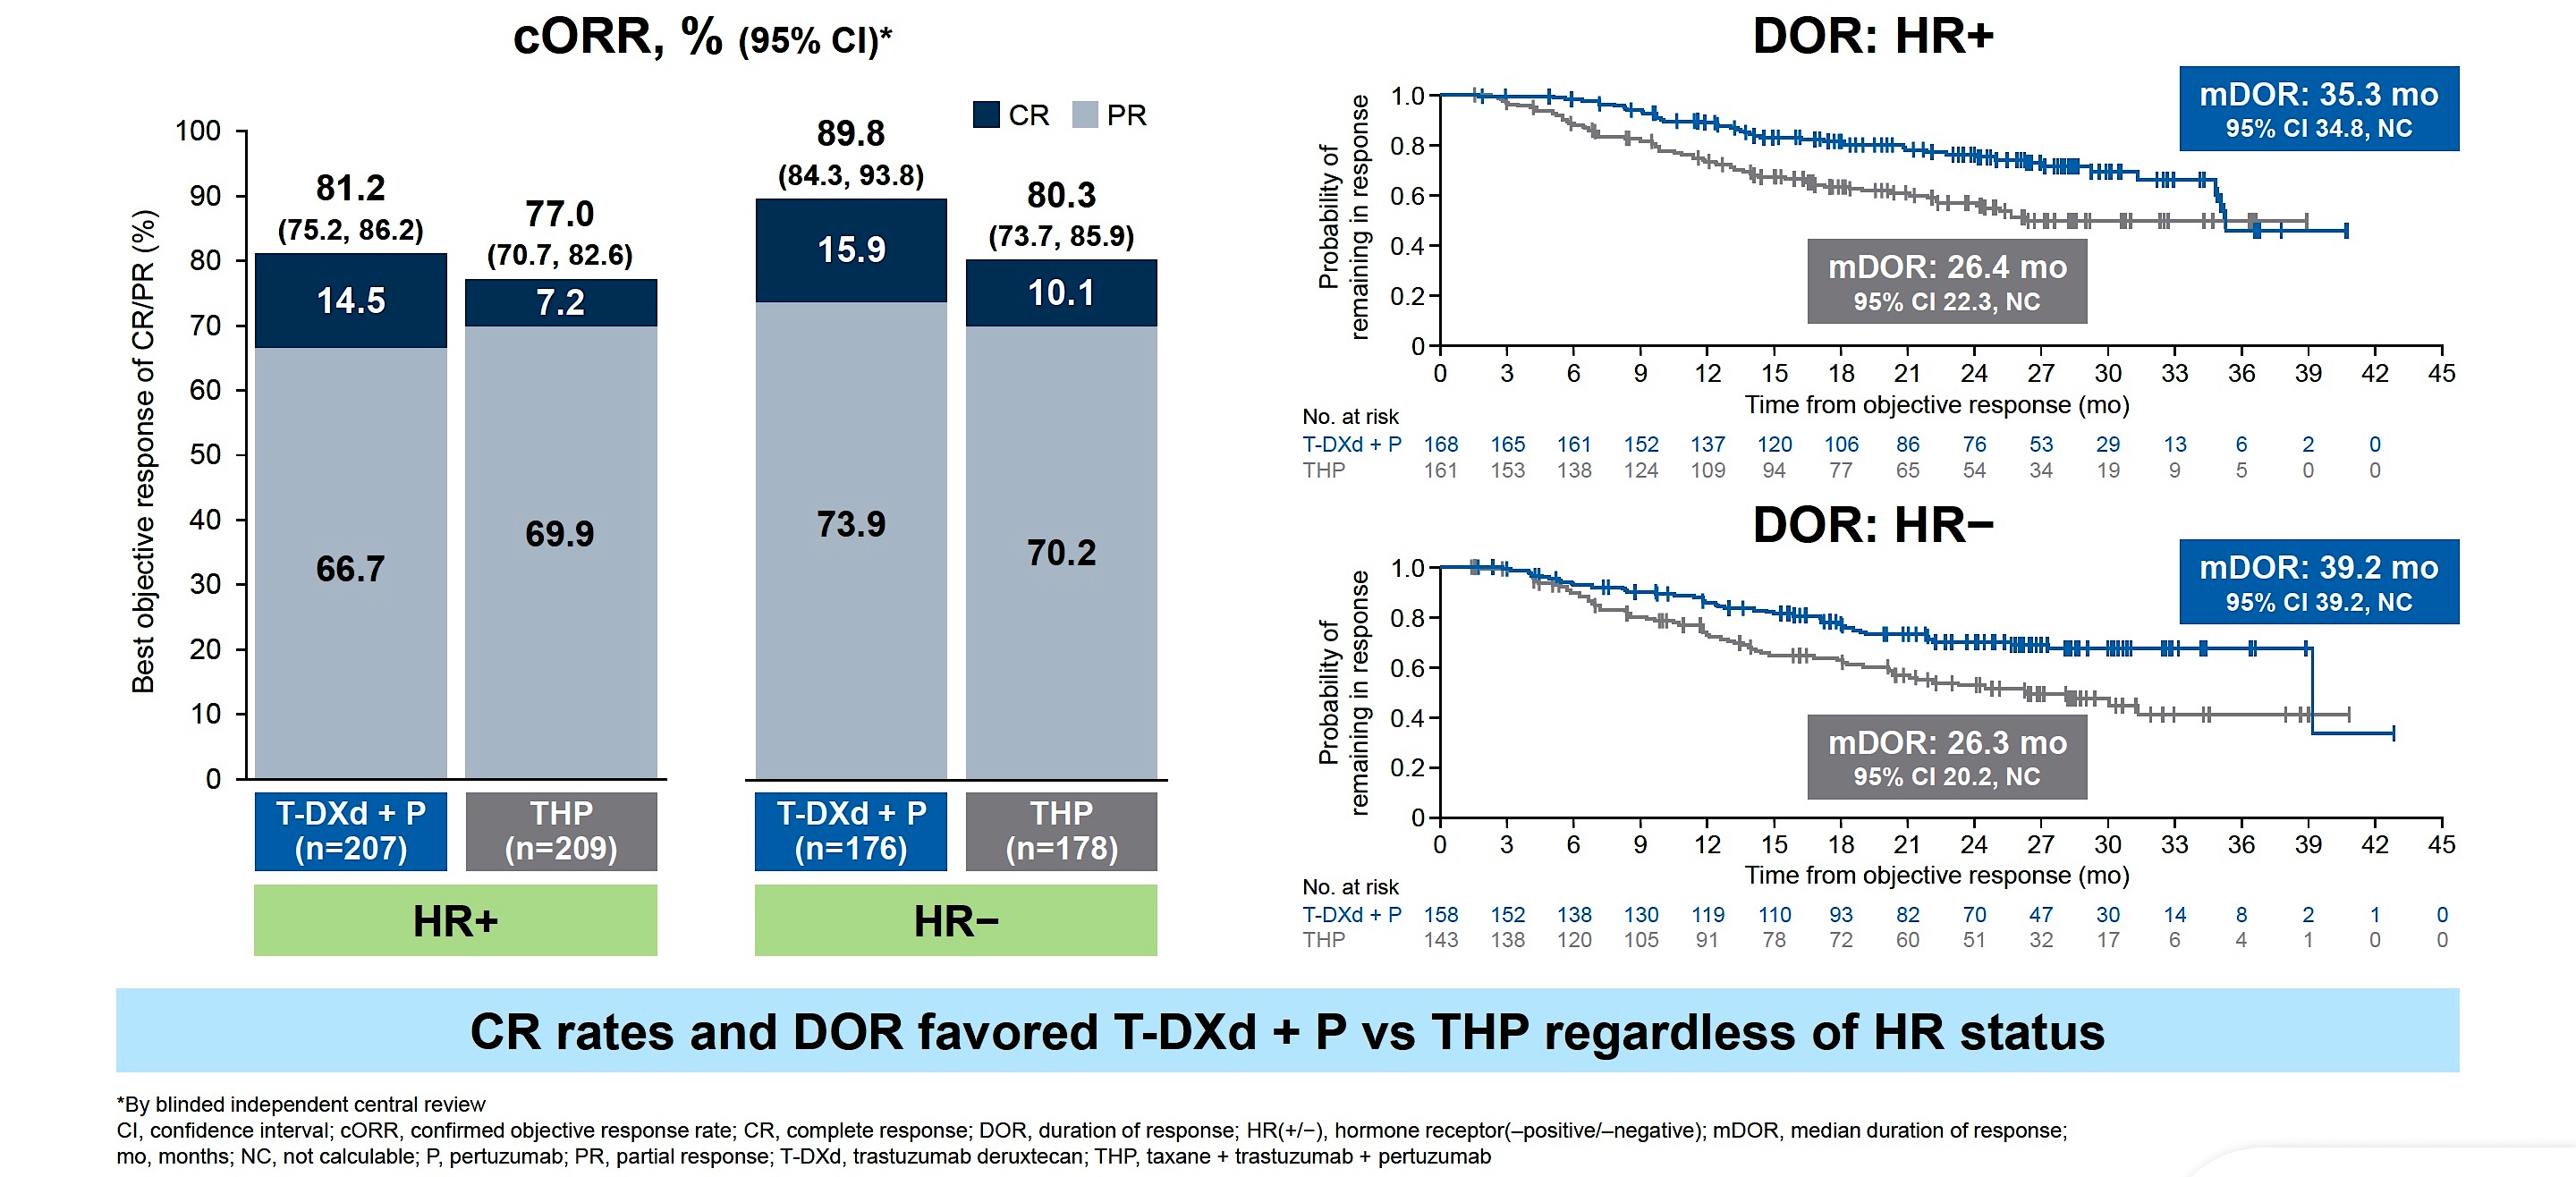 cORR, % (95% CI)*
CR PR
Best objective response of CR/PR (%)
100
90
80
70
60
50
40
30
20
10
0
81.2
(75.2, 86.2)
14.5
66.7
77.0
(70.7, 82.6)
7.2
69.9
89.8
(84.3, 93.8)
15.9
73.9
80.3
(73.7, 85.9)
10.1
70.2
T-DXd + P
(n=207)
THP
(n=209)
T-DXd + P
(n=176)
THP
(n=178)
HR+
HR−
DOR: HR+
Probability of
remaining in response
1.0
0.8
0.6
0.4
0.2
0
mDOR: 35.3 mo
95% CI 34.8, NC
mDOR: 26.4 mo
95% CI 22.3, NC
0 3 6 9 12 15 18 21 24 27 30 33 36 39 42 45
Time from objective response (mo)
No. at risk
T-DXd + P 168 165 161 152 137 120 106 86 76 53 29 13 6 2 0
THP 161 153 138 124 109 94 77 65 54 34 19 9 5 0 0
DOR: HR−
Probability of
remaining in response
1.0
0.8
0.6
0.4
0.2
0
mDOR: 39.2 mo
95% CI 39.2, NC
mDOR: 26.3 mo
95% CI 20.2, NC
0 3 6 9 12 15 18 21 24 27 30 33 36 39 42 45
Time from objective response (mo)
No. at risk
T-DXd + P 158 152 138 130 119 110 93 82 70 47 30 14 8 2 1 0
THP 143 138 120 105 91 78 72 60 51 32 17 6 4 1 0 0
CR rates and DOR favored T-DXd + P vs THP regardless of HR status
*By blinded independent central review
CI, confidence interval; cORR, confirmed objective response rate; CR, complete response; DOR, duration of response; HR(+/−), hormone receptor(–positive/–negative); mDOR, median duration of response;
mo, months; NC, not calculable; P, pertuzumab; PR, partial response; T-DXd, trastuzumab deruxtecan; THP, taxane + trastuzumab + pertuzumab